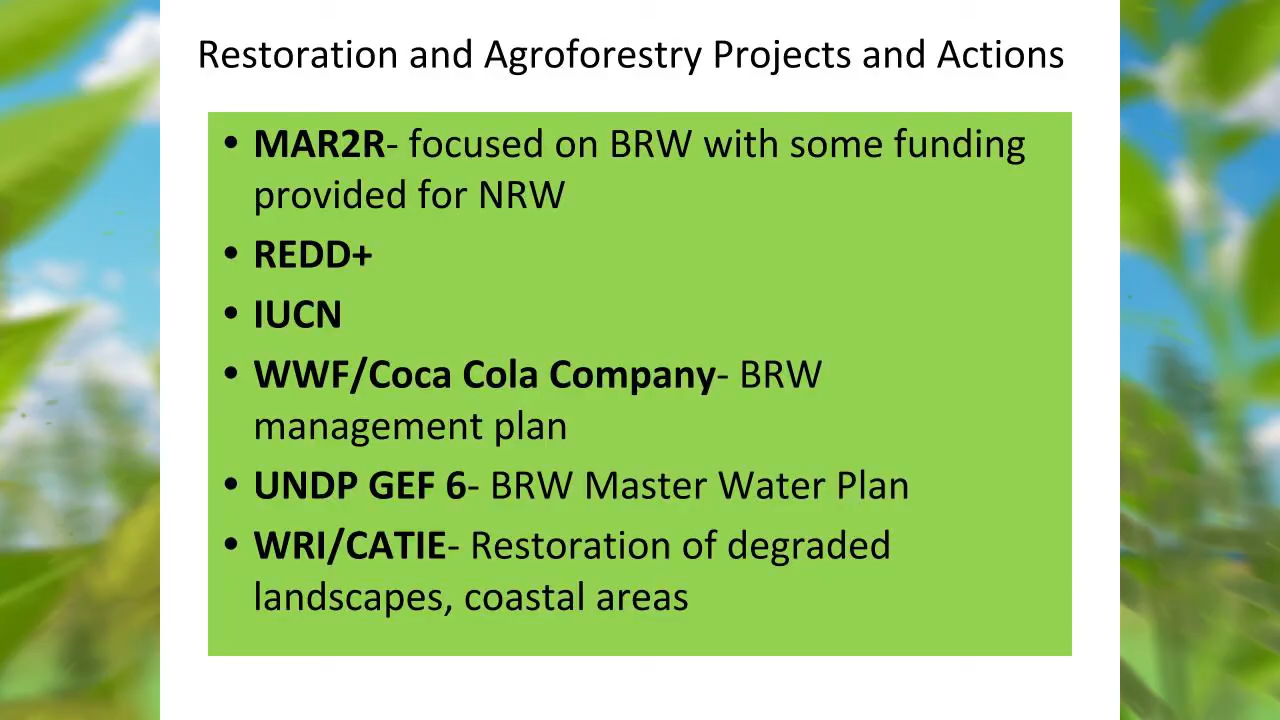 Restoration and Agroforestry Projects and Actions
• MAR2R- focused on BRW with some funding
provided for NRW
• REDD+
• IUCN
• WWF/Coca Cola Company- BRW
management plan
• UNDP GEF 6- BRW Master Water Plan
• WRI/CATIE- Restoration of degraded
landscapes, coastal areas